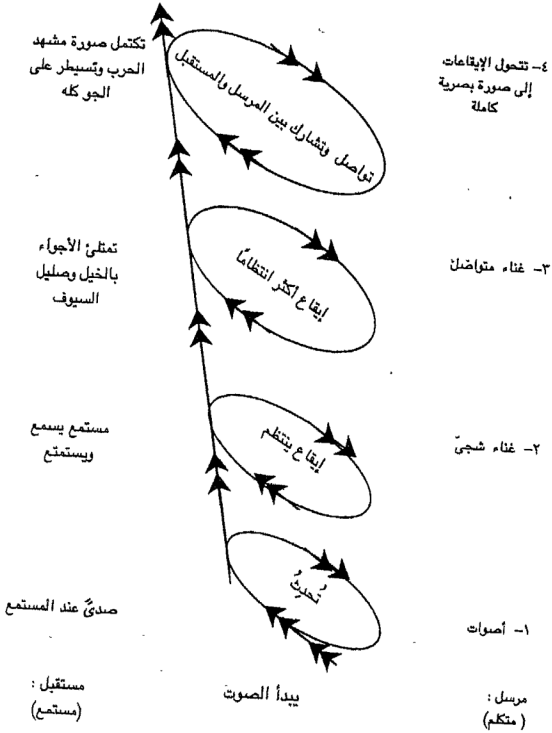 ٤- تتحول الإيقاعات
إلى صورة بصرية
كاملة
تواصل وتشارك بين المرسل والمستقبل
تكتمل صورة مشهد
الحرب وتسيطر على
الجو كله
٣- غناء متواصل
إيقاع أكثر انتظامًا
تمتلئ الأجواء
بالخيل وصليل
السيوف
٢- غناء شجىّ
إيقاع ينتظم
مستمع يسمع
ويستمتع
١- أصوات
تُحدِثُ
صدىً عند المستمع
مرسل :
(متكلم)
يبدأ الصوت
مستقبل :
(مستمع)